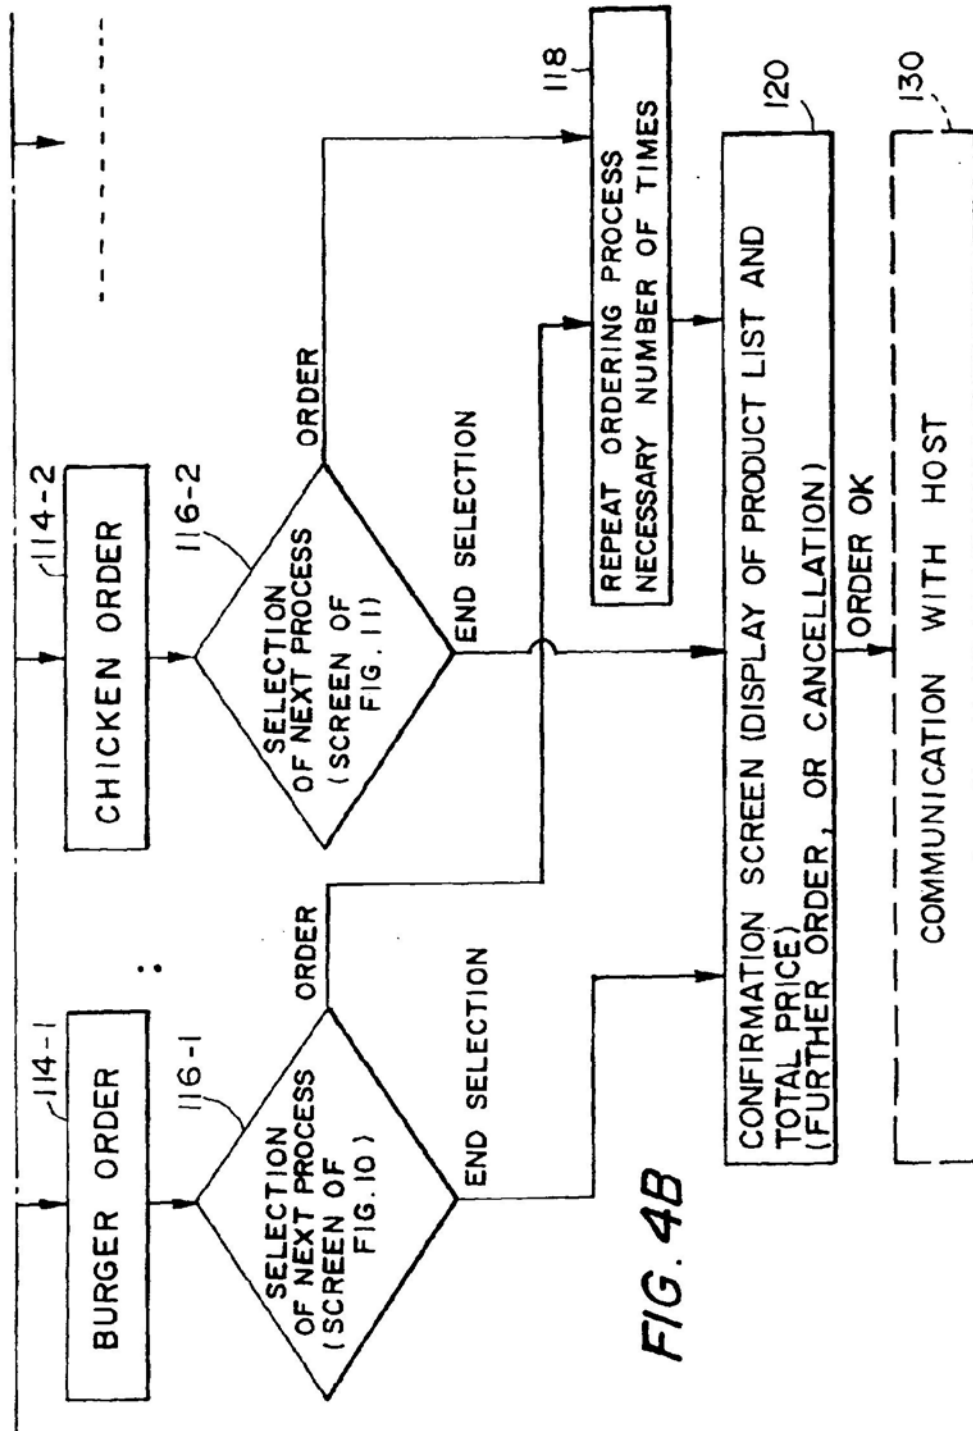 114-1
BURGER ORDER
116-1
SELECTION
OF NEXT PROCESS
(SCREEN OF
FIG.10)
ORDER
END SELECTION
114-2
CHICKEN ORDER
116-2
SELECTION
OF NEXT PROCESS
(SCREEN OF
FIG.11)
ORDER
END SELECTION
118
REPEAT ORDERING PROCESS
NECESSARY NUMBER OF TIMES
120
CONFIRMATION SCREEN (DISPLAY OF PRODUCT LIST AND
TOTAL PRICE)
(FURTHER ORDER, OR CANCELLATION)
ORDER OK
130
COMMUNICATION WITH HOST
FIG. 4B